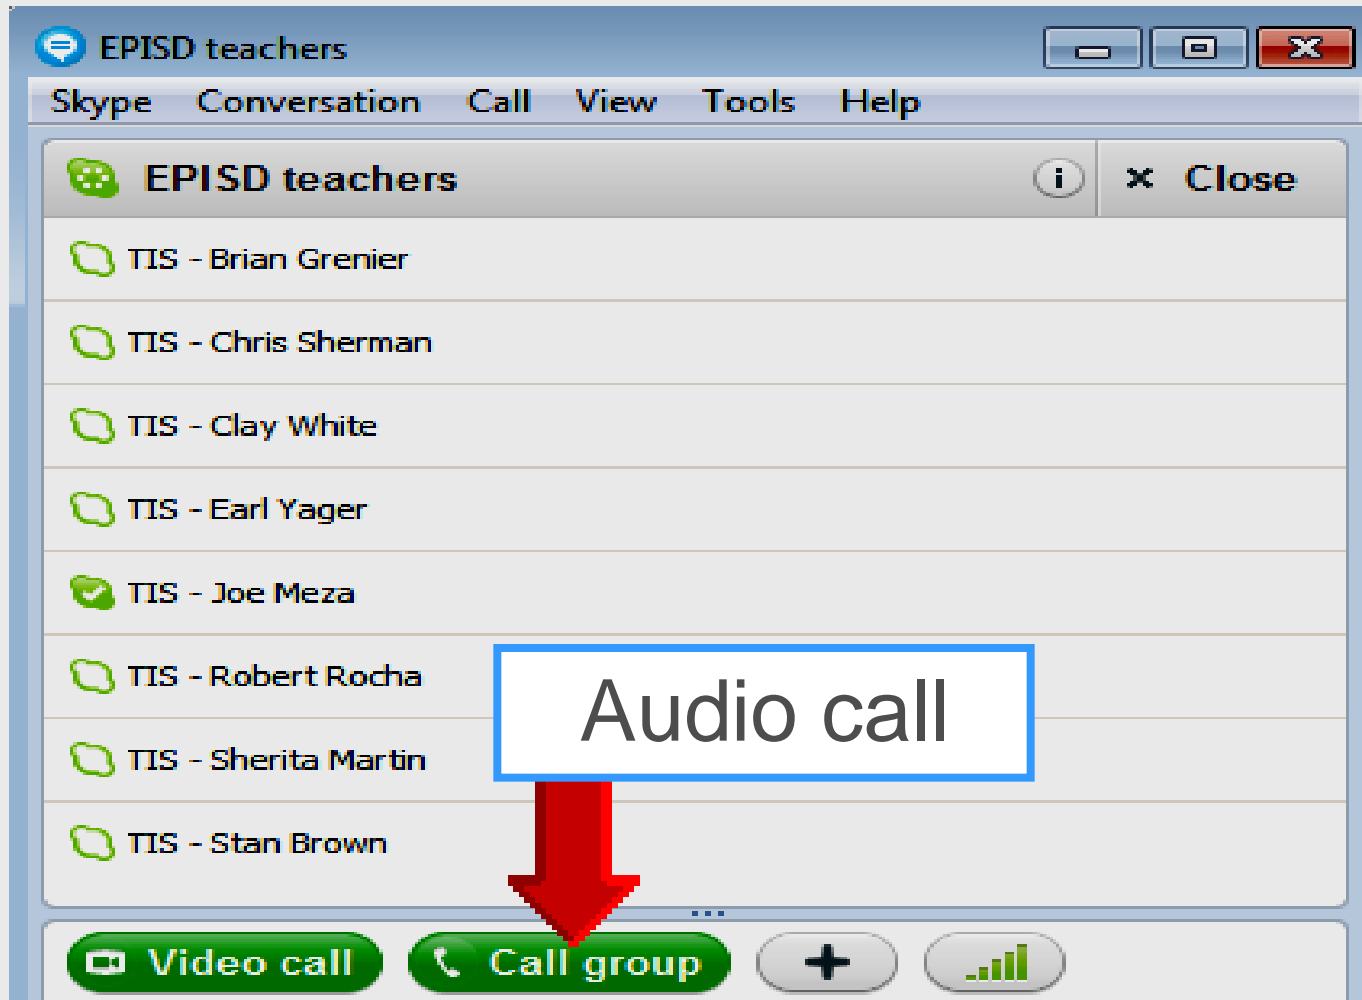 EPISD teachers
Skype Conversation Call View Tools Help
EPISD teachers
Close
TIS - Brian Grenier
TIS - Chris Sherman
TIS - Clay White
TIS - Earl Yager
TIS - Joe Meza
TIS - Robert Rocha
Audio call
TIS - Sherita Martin
TIS - Stan Brown
Video call
Call group